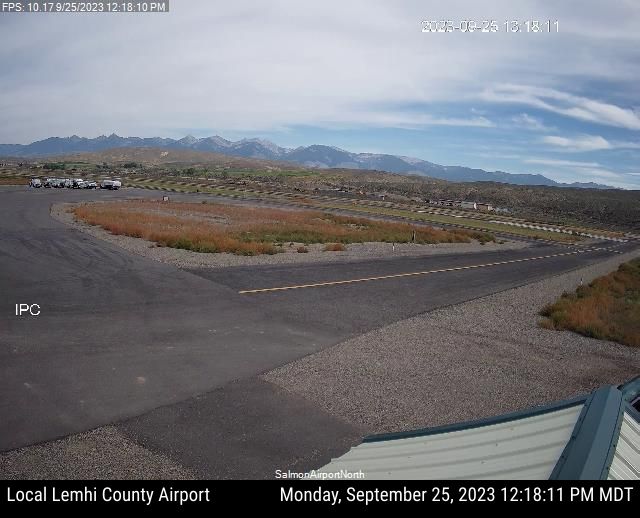 FPS: 10.17 9/25/2023 12:18:10 PM
2023-09-25 13:18:11
IPC
SalmonAirportNorth
Local Lemhi County Airport
Monday, September 25, 2023 12:18:11 PM MDT